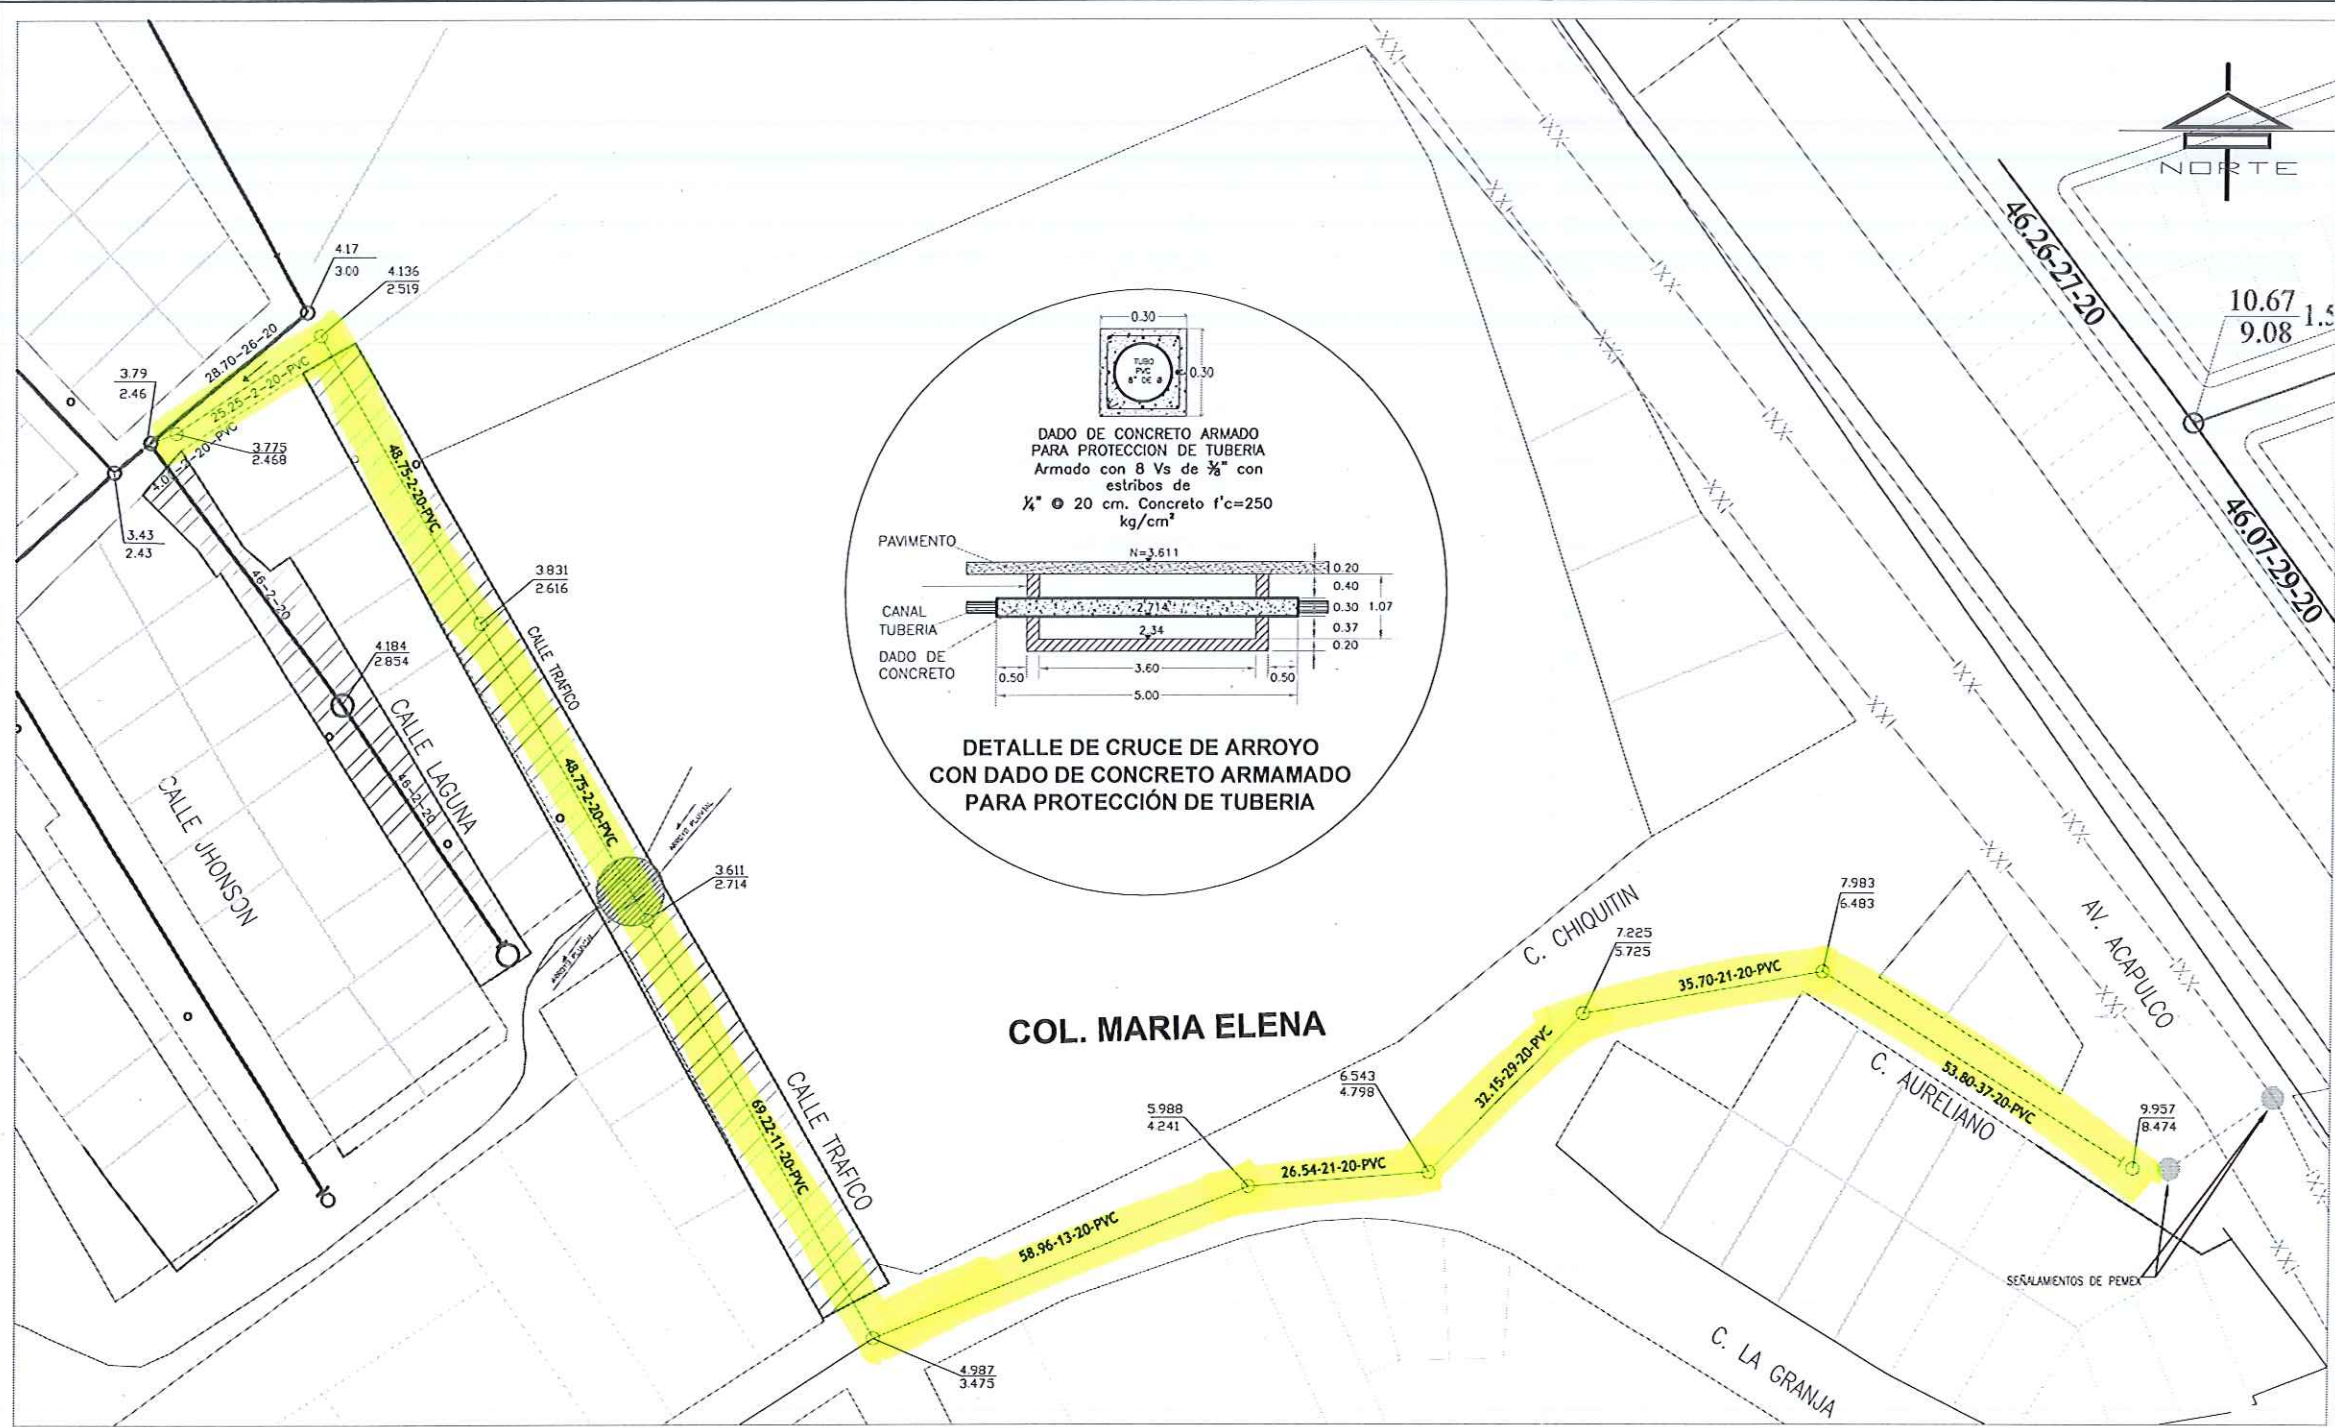 NORTE
46.26-27-20
10.67
9.08
1.5
46.07-29-20
4.17
3.00
4.136
2.519
28.70-26-20
25.25-2-20-PVC
3.79
2.46
3.775
2.468
3.43
2.43
46-2-20
4.184
2.854
46-2-20
CALLE LAGUNA
CALLE JHONSON
48.75-2-20-PVC
3.831
2.616
CALLE TRAFICO
48.75-2-20-PVC
ARROYO PLUVIAL
3.611
2.714
69.22-11-20-PVC
CALLE TRAFICO
4.987
3.475
0.30
TUBO
PVC
8" DE ø
0.30
DADO DE CONCRETO ARMADO
PARA PROTECCION DE TUBERIA
Armado con 8 Vs de ⅜" con
estribos de
¼" @ 20 cm. Concreto f'c=250
kg/cm²
PAVIMENTO
N=3.611
0.20
0.40
CANAL
2.714
0.30
1.07
TUBERIA
2.34
0.37
0.20
DADO DE
CONCRETO
0.50
3.60
0.50
5.00
DETALLE DE CRUCE DE ARROYO
CON DADO DE CONCRETO ARMAMADO
PARA PROTECCIÓN DE TUBERIA
COL. MARIA ELENA
58.96-13-20-PVC
5.988
4.241
26.54-21-20-PVC
6.543
4.798
32.15-29-20-PVC
C. CHIQUITIN
7.225
5.725
35.70-21-20-PVC
7.983
6.483
53.80-37-20-PVC
C. AURELIANO
9.957
8.474
AV. ACAPULCO
SEÑALAMIENTOS DE PEMEX
C. LA GRANJA